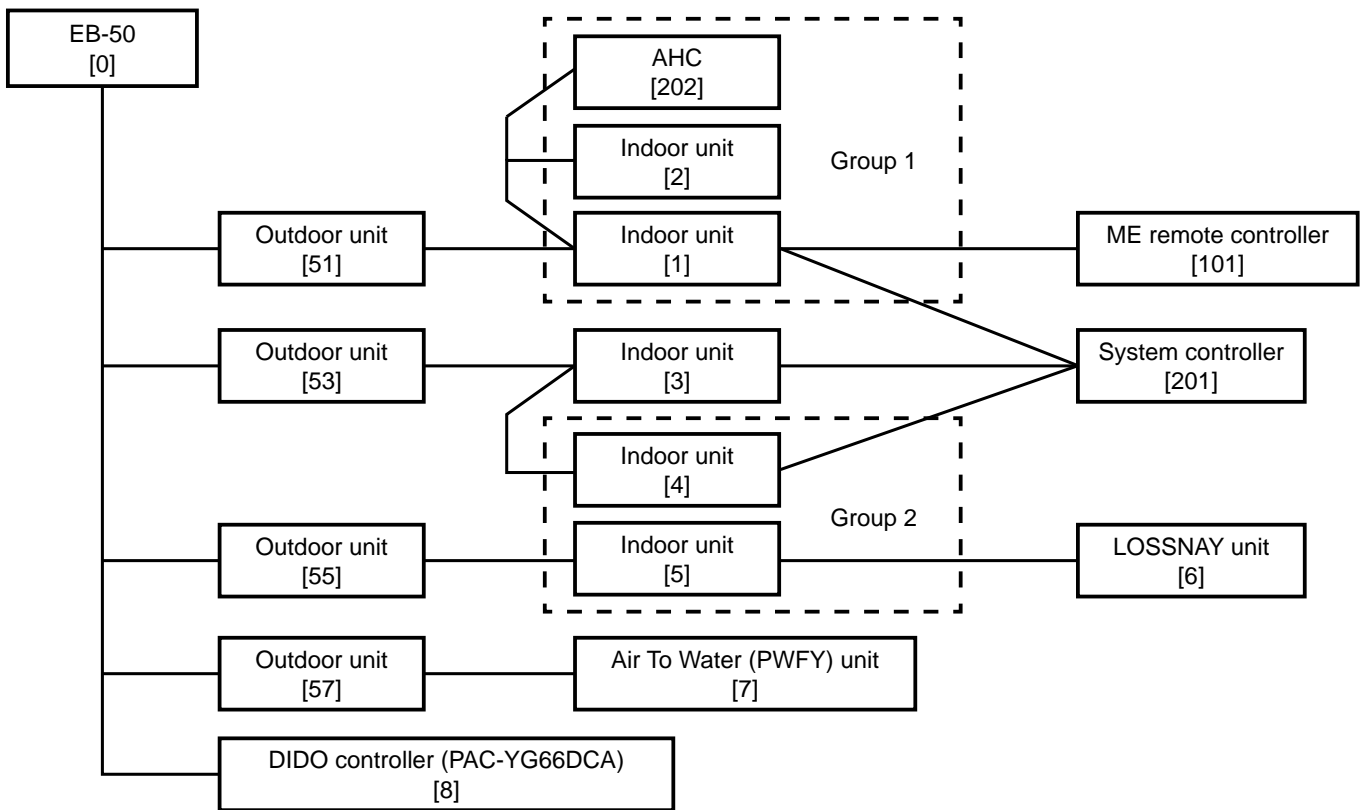 EB-50
[0]
AHC
[202]
Indoor unit
[2]
Group 1
Outdoor unit
[51]
Indoor unit
[1]
ME remote controller
[101]
Outdoor unit
[53]
Indoor unit
[3]
System controller
[201]
Indoor unit
[4]
Group 2
Outdoor unit
[55]
Indoor unit
[5]
LOSSNAY unit
[6]
Outdoor unit
[57]
Air To Water (PWFY) unit
[7]
DIDO controller (PAC-YG66DCA)
[8]